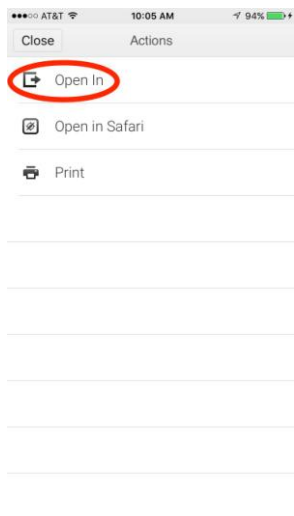 AT&T 10:05 AM 94%
Close Actions
Open In
Open in Safari
Print